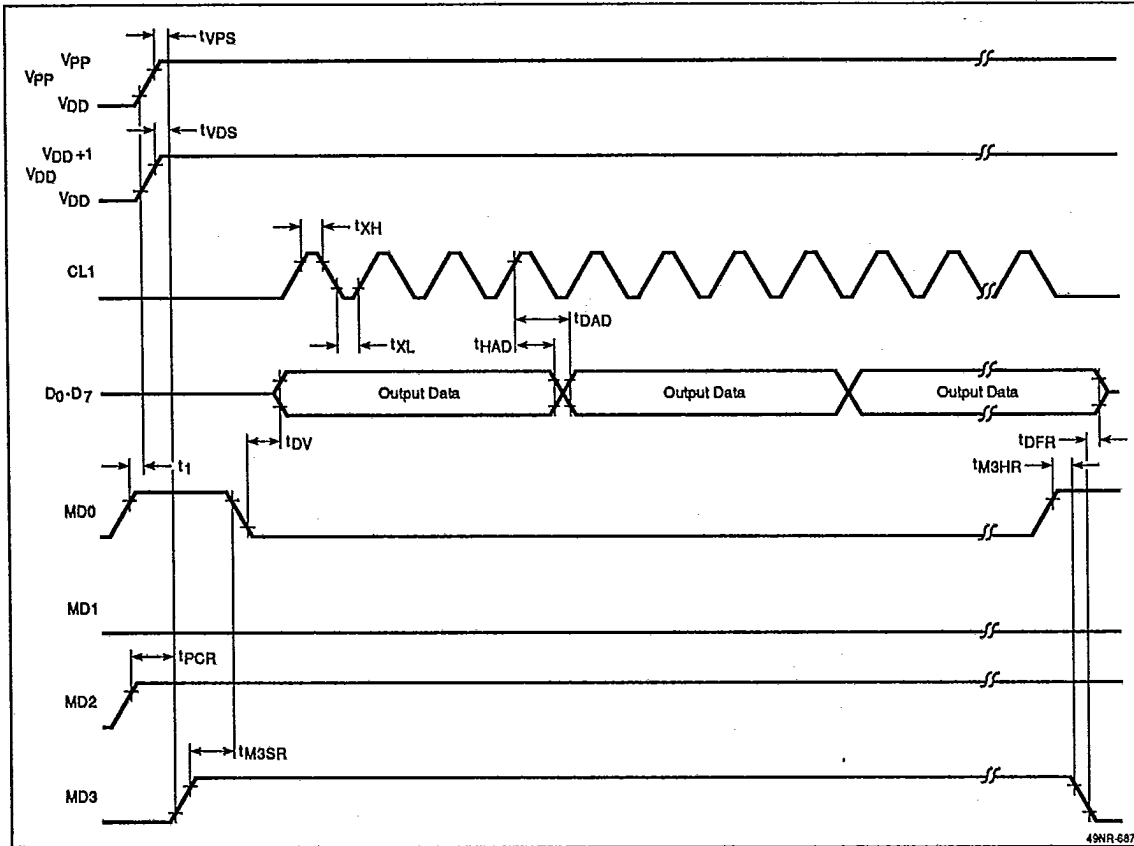 tVPS
VPP
VPP
VDD
tVDS
VDD +1
VDD
VDD
tXH
CL1
tDAD
tXL
tHAD
D0-D7
Output Data
Output Data
Output Data
tDV
tDFR
t1
tM3HR
MD0
MD1
tPCR
MD2
tM3SR
MD3
49NR-687